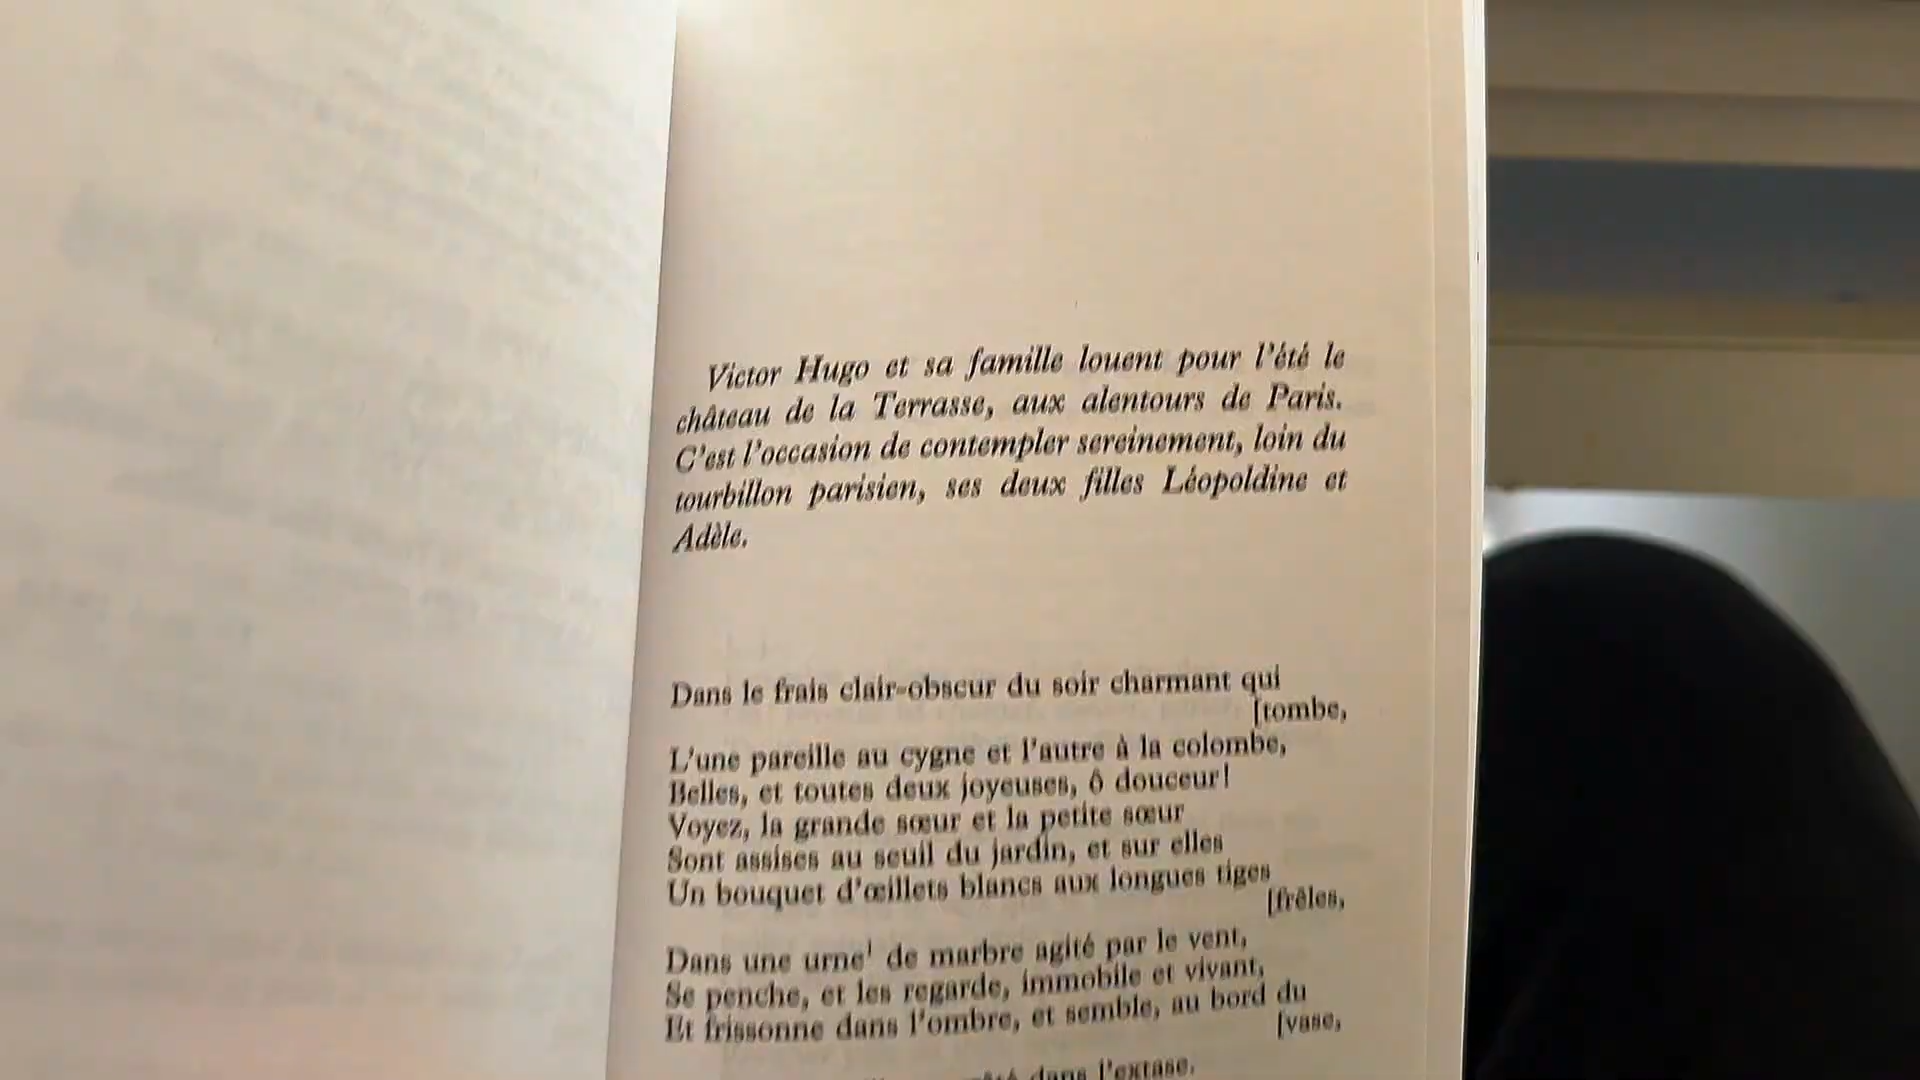 Victor Hugo et sa famille louent pour l'été le
château de la Terrasse, aux alentours de Paris.
C'est l'occasion de contempler sereinement, loin du
tourbillon parisien, ses deux filles Léopoldine et
Adèle.
Dans le frais clair-obscur du soir charmant qui
[tombe,
L'une pareille au cygne et l'autre à la colombe,
Belles, et toutes deux joyeuses, ô douceur!
Voyez, la grande sœur et la petite sœur
Sont assises au seuil du jardin, et sur elles
Un bouquet d'œillets blancs aux longues tiges
[frêles,
Dans une urne¹ de marbre agité par le vent,
Se penche, et les regarde, immobile et vivant,
Et frissonne dans l'ombre, et semble, au bord du
[vase,
dans l'extase.